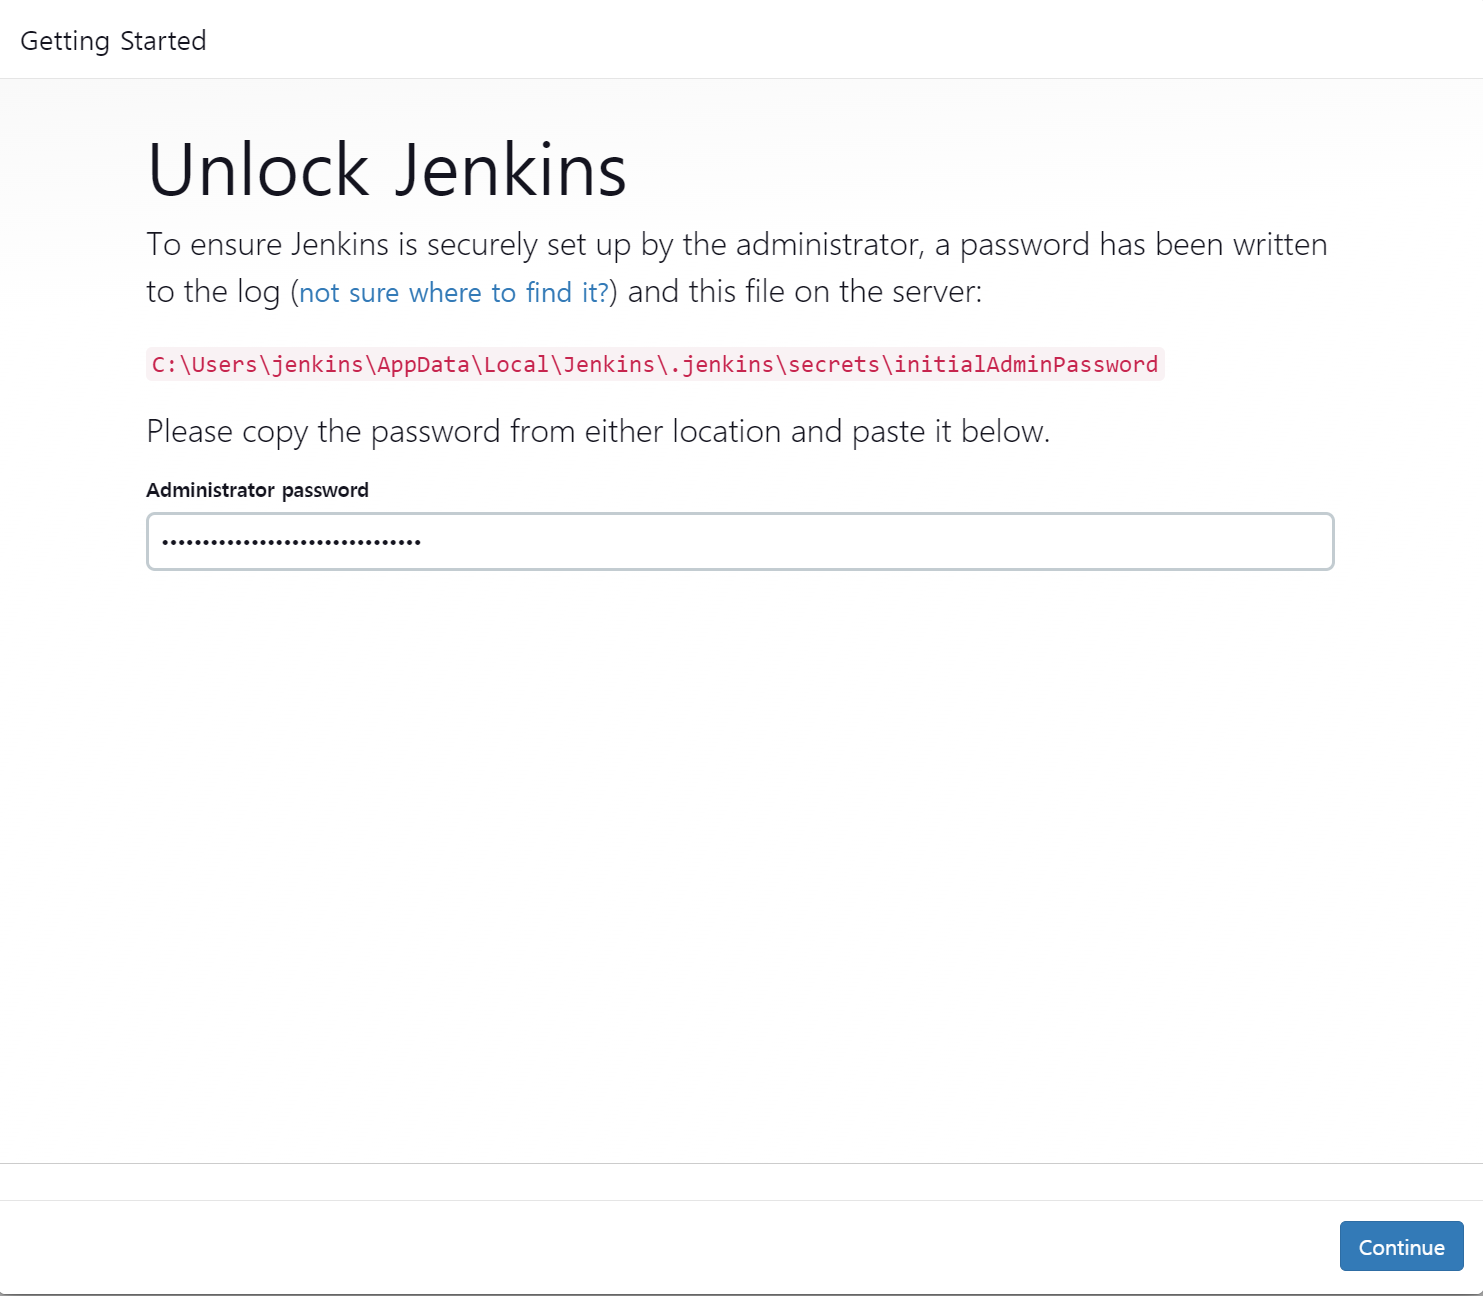 Getting Started
Unlock Jenkins
To ensure Jenkins is securely set up by the administrator, a password has been written
to the log (not sure where to find it?) and this file on the server:
C:\Users\jenkins\AppData\Local\Jenkins\.jenkins\secrets\initialAdminPassword
Please copy the password from either location and paste it below.
Administrator password
••••••••••••••••••••••••••••••••
Continue